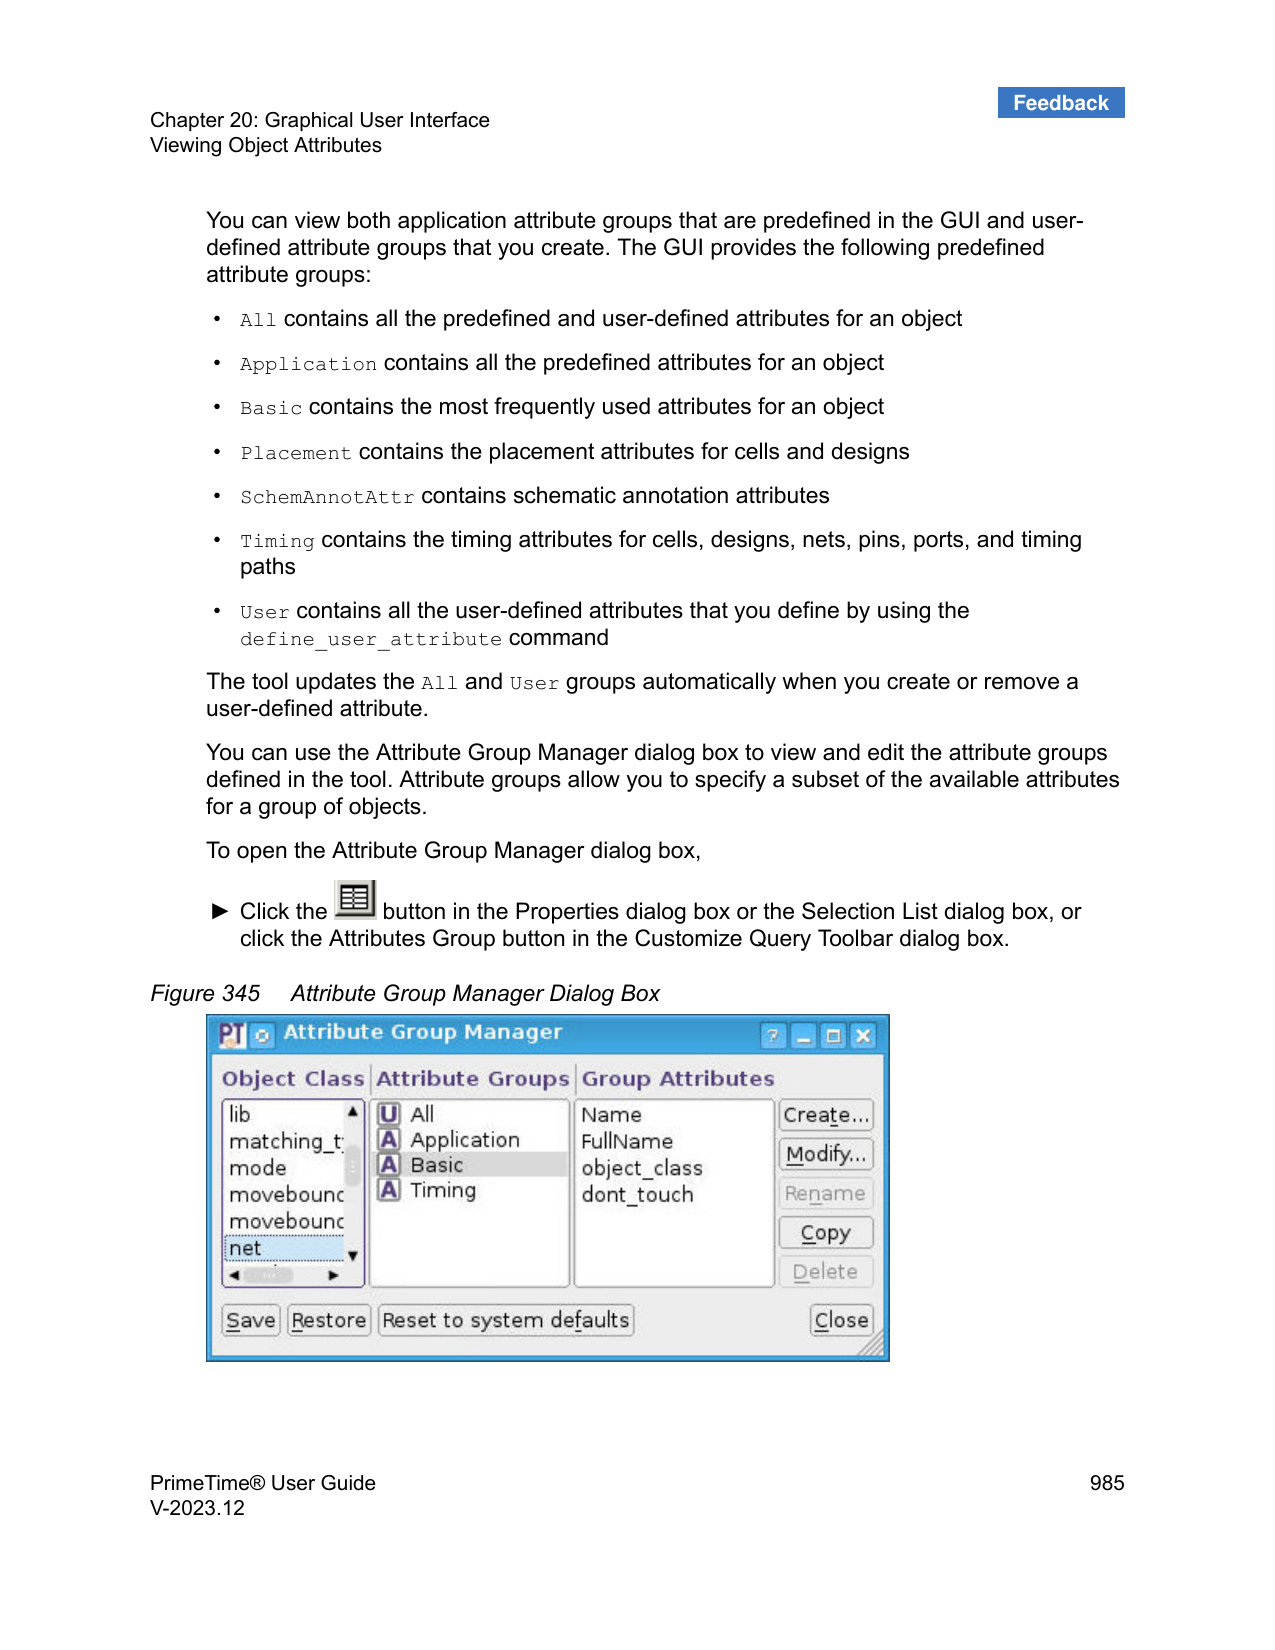 Feedback
Chapter 20: Graphical User Interface
Viewing Object Attributes
You can view both application attribute groups that are predefined in the GUI and user-
defined attribute groups that you create. The GUI provides the following predefined
attribute groups:
• All contains all the predefined and user-defined attributes for an object
• Application contains all the predefined attributes for an object
• Basic contains the most frequently used attributes for an object
• Placement contains the placement attributes for cells and designs
• SchemAnnotAttr contains schematic annotation attributes
• Timing contains the timing attributes for cells, designs, nets, pins, ports, and timing
paths
• User contains all the user-defined attributes that you define by using the
define_user_attribute command
The tool updates the All and User groups automatically when you create or remove a
user-defined attribute.
You can use the Attribute Group Manager dialog box to view and edit the attribute groups
defined in the tool. Attribute groups allow you to specify a subset of the available attributes
for a group of objects.
To open the Attribute Group Manager dialog box,
► Click the button in the Properties dialog box or the Selection List dialog box, or
click the Attributes Group button in the Customize Query Toolbar dialog box.
Figure 345 Attribute Group Manager Dialog Box
PT Attribute Group Manager ?
Object Class Attribute Groups Group Attributes
lib U All Name Create...
matching_t A Application FullName Modify...
mode A Basic object_class
movebounc A Timing dont_touch Rename
movebounc Copy
net Delete
Save Restore Reset to system defaults Close
PrimeTime® User Guide 985
V-2023.12